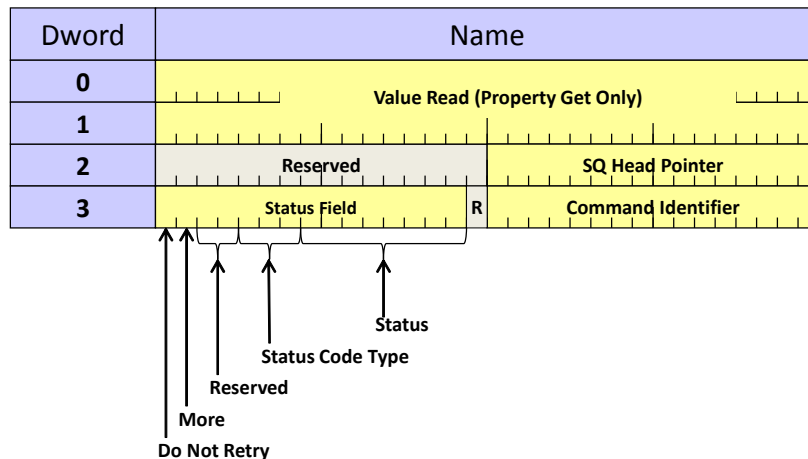 Dword Name
0
Value Read (Property Get Only)
1
2 Reserved SQ Head Pointer
3 Status Field R Command Identifier
Status
Status Code Type
Reserved
More
Do Not Retry